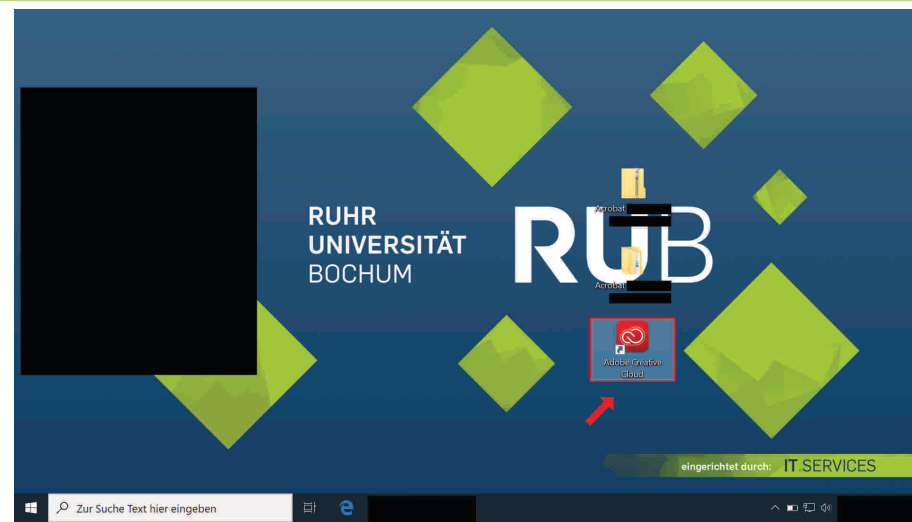 RUHR
UNIVERSITÄT
BOCHUM
RUB
Acrobat
Acrobat
Adobe Creative
Cloud
eingerichtet durch: IT.SERVICES
Zur Suche Text hier eingeben